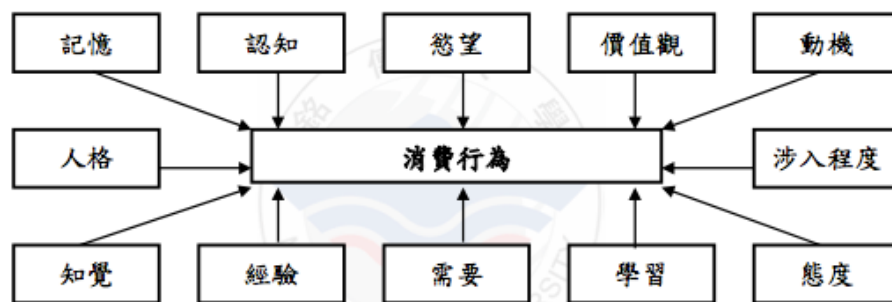 記憶 認知 慾望 價值觀 動機
人格 消費行為 涉入程度
知覺 經驗 需要 學習 態度